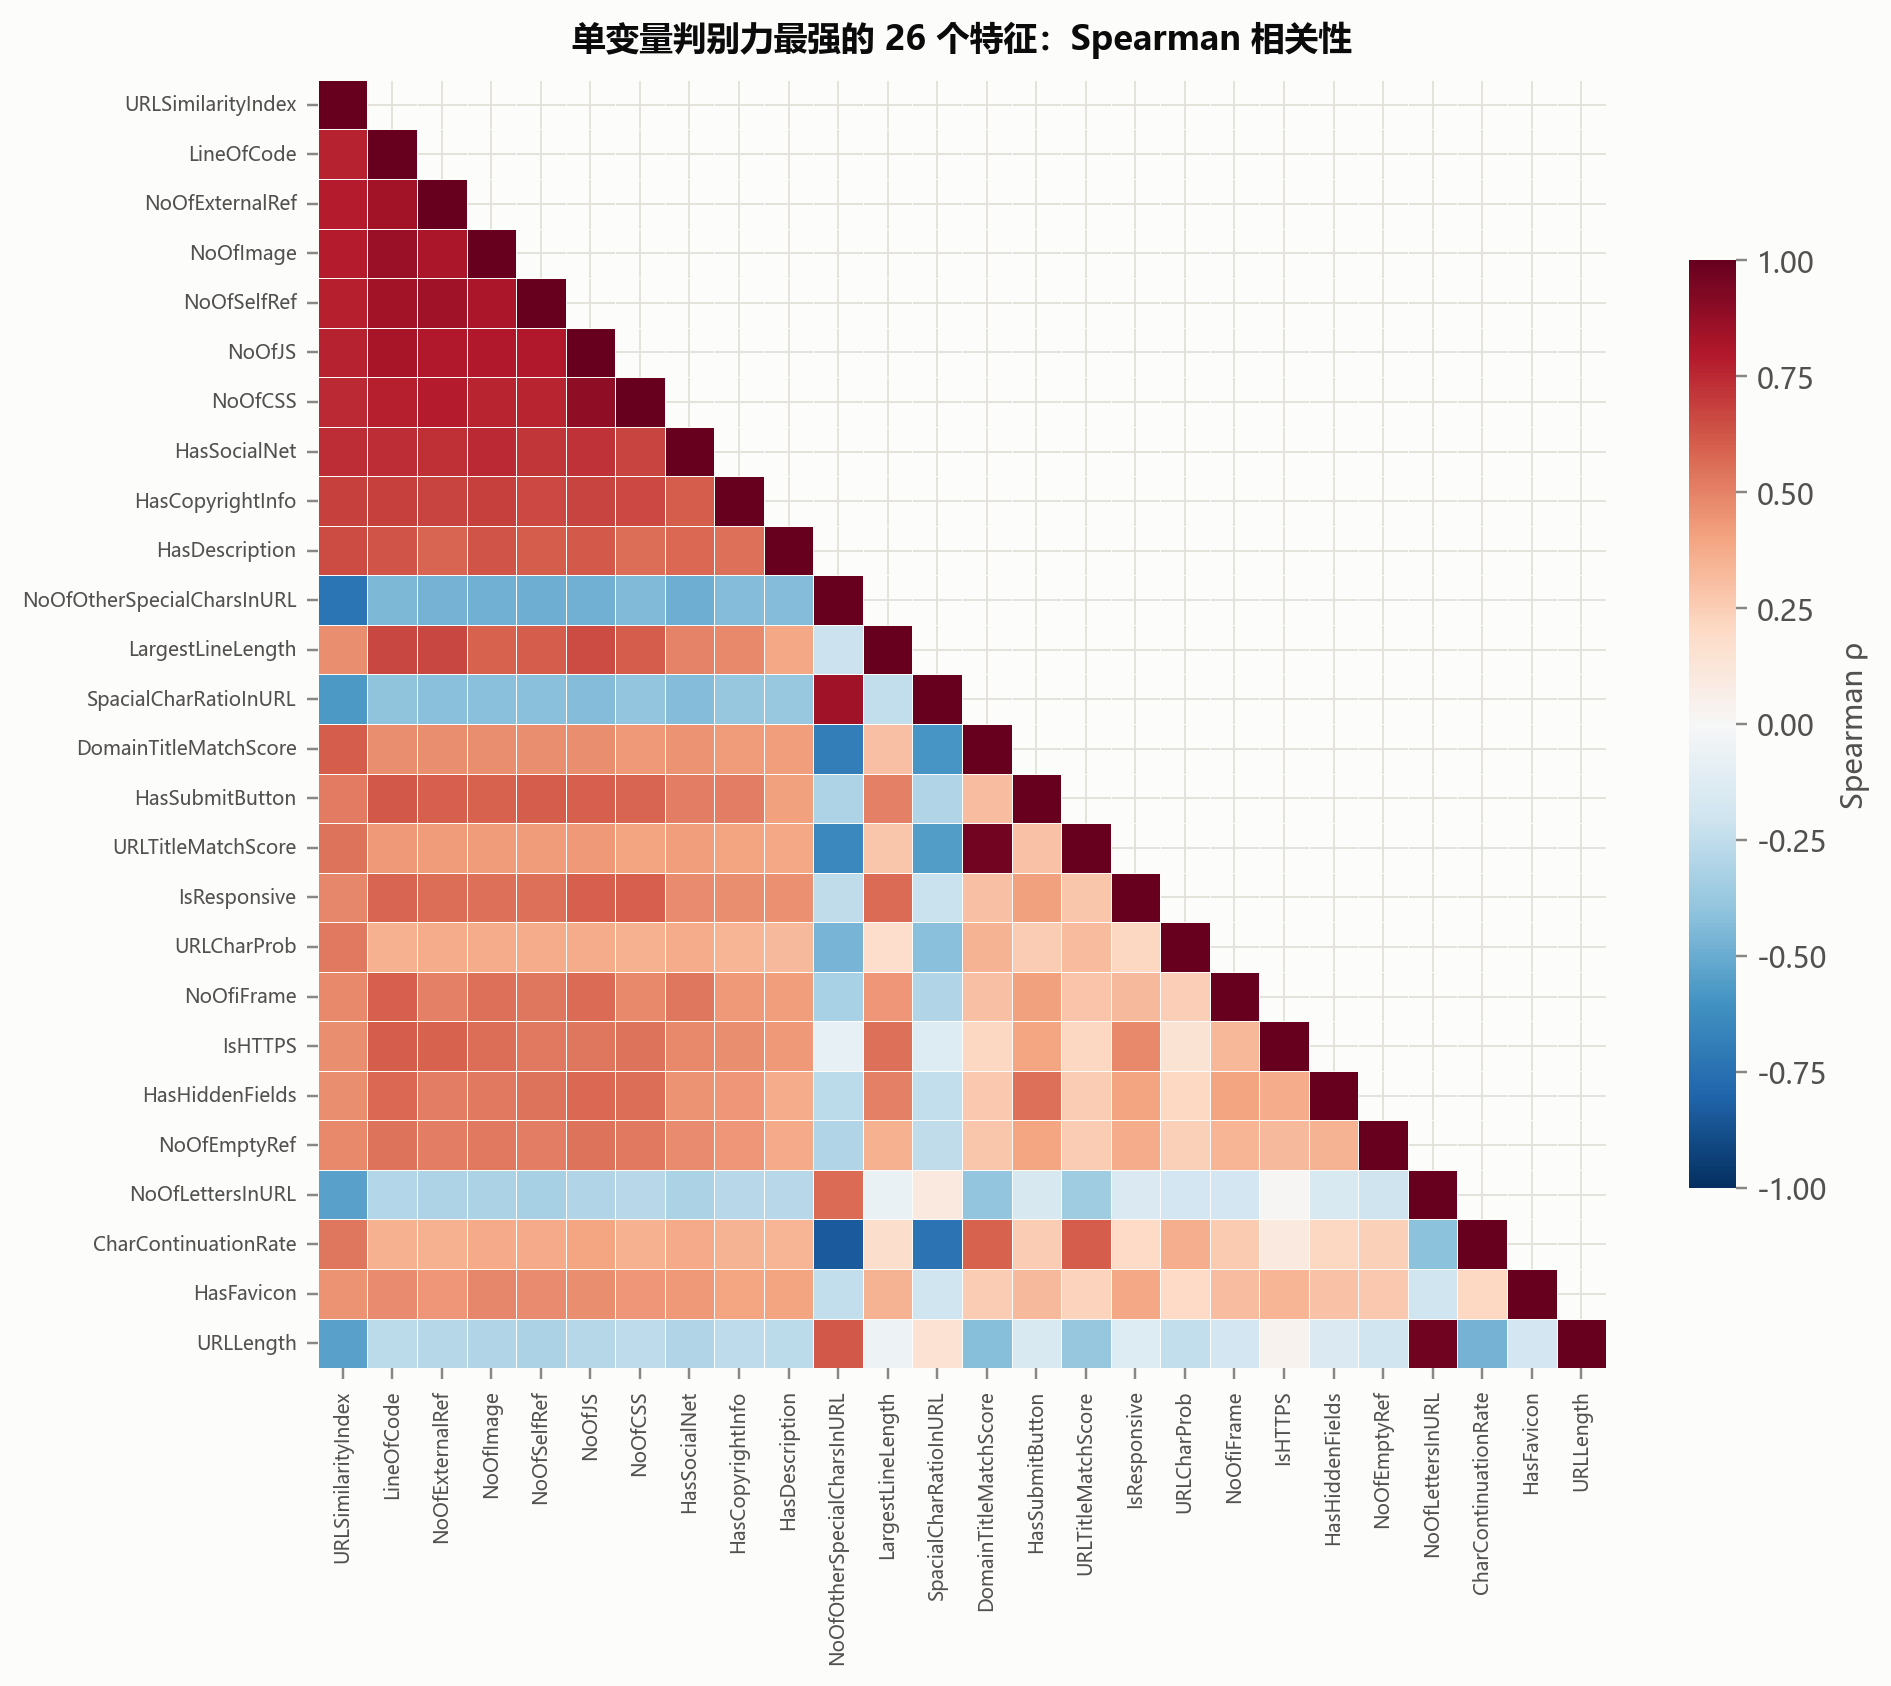 单变量判别力最强的 26 个特征：Spearman 相关性
URLSimilarityIndex
LineOfCode
NoOfExternalRef
NoOfImage
NoOfSelfRef
NoOfJS
NoOfCSS
HasSocialNet
HasCopyrightInfo
HasDescription
NoOfOtherSpecialCharsInURL
LargestLineLength
SpacialCharRatioInURL
DomainTitleMatchScore
HasSubmitButton
URLTitleMatchScore
IsResponsive
URLCharProb
NoOfiFrame
IsHTTPS
HasHiddenFields
NoOfEmptyRef
NoOfLettersInURL
CharContinuationRate
HasFavicon
URLLength
URLSimilarityIndex
LineOfCode
NoOfExternalRef
NoOfImage
NoOfSelfRef
NoOfJS
NoOfCSS
HasSocialNet
HasCopyrightInfo
HasDescription
NoOfOtherSpecialCharsInURL
LargestLineLength
SpacialCharRatioInURL
DomainTitleMatchScore
HasSubmitButton
URLTitleMatchScore
IsResponsive
URLCharProb
NoOfiFrame
IsHTTPS
HasHiddenFields
NoOfEmptyRef
NoOfLettersInURL
CharContinuationRate
HasFavicon
URLLength
1.00
0.75
0.50
0.25
0.00
-0.25
-0.50
-0.75
-1.00
Spearman ρ